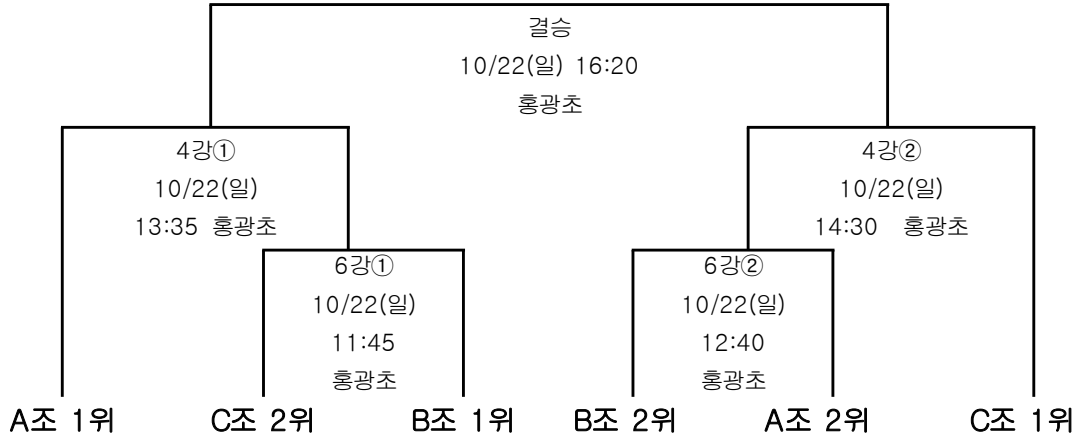 결승
10/22(일) 16:20
홍광초
4강①
10/22(일)
13:35 홍광초
4강②
10/22(일)
14:30 홍광초
6강①
10/22(일)
11:45
홍광초
6강②
10/22(일)
12:40
홍광초
A조 1위 C조 2위 B조 1위 B조 2위 A조 2위 C조 1위